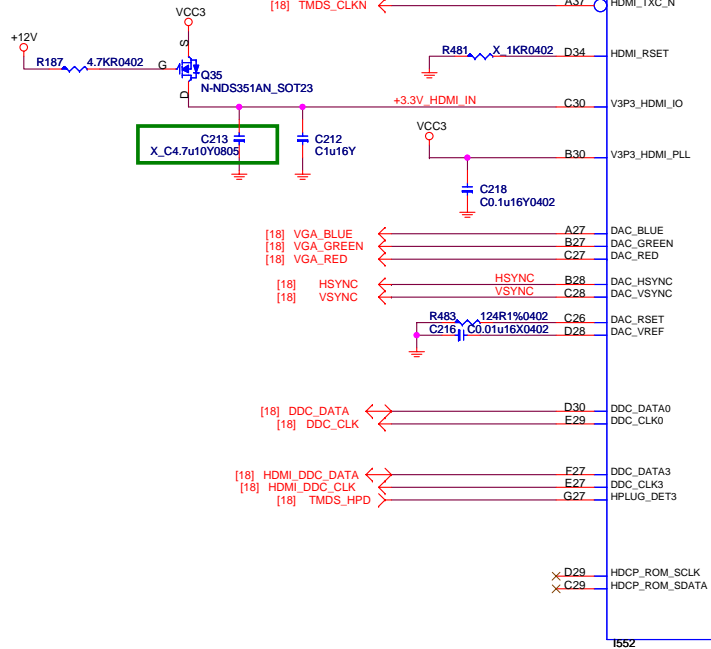 [18] TMDS_CLKN
A37
HDMI_TXC_N
VCC3
+12V
R187
4.7KR0402
G
S
D
Q35
N-NDS351AN_SOT23
R481
X_1KR0402
D34
HDMI_RSET
+3.3V_HDMI_IN
C30
V3P3_HDMI_IO
C213
X_C4.7u10Y0805
C212
C1u16Y
VCC3
B30
V3P3_HDMI_PLL
C218
C0.1u16Y0402
[18] VGA_BLUE
A27
DAC_BLUE
[18] VGA_GREEN
B27
DAC_GREEN
[18] VGA_RED
C27
DAC_RED
[18] HSYNC
HSYNC
B28
DAC_HSYNC
[18] VSYNC
VSYNC
C28
DAC_VSYNC
R483
124R1%0402
C26
DAC_RSET
C216
C0.01u16X0402
D28
DAC_VREF
[18] DDC_DATA
D30
DDC_DATA0
[18] DDC_CLK
E29
DDC_CLK0
[18] HDMI_DDC_DATA
F27
DDC_DATA3
[18] HDMI_DDC_CLK
E27
DDC_CLK3
[18] TMDS_HPD
G27
HPLUG_DET3
D29
HDCP_ROM_SCLK
C29
HDCP_ROM_SDATA
I552